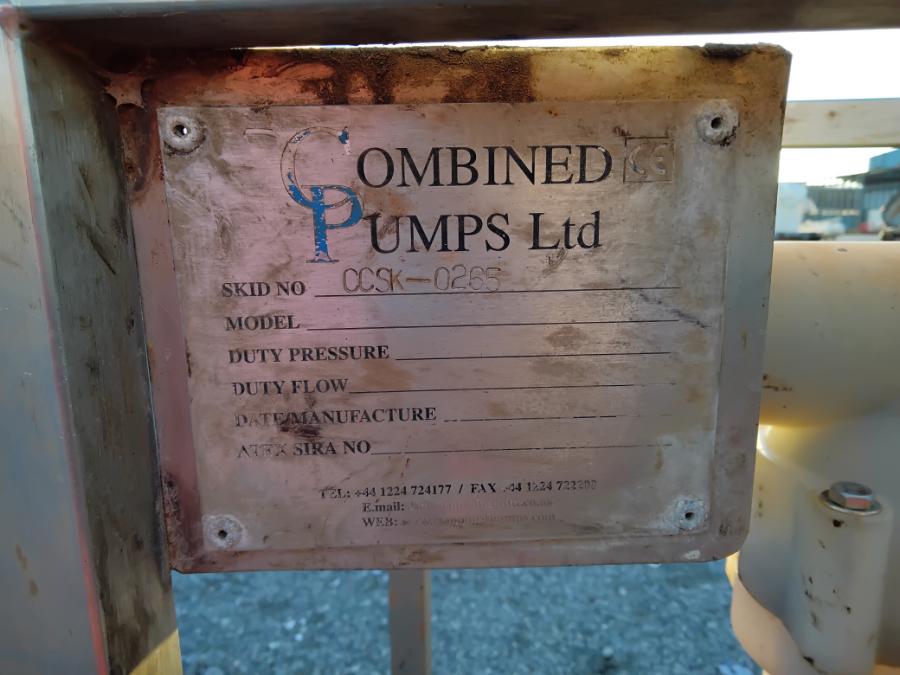 COMBINED CE
PUMPS Ltd
SKID NO CCSK-0265
MODEL
DUTY PRESSURE
DUTY FLOW
DATE/MANUFACTURE
ATEX SIRA NO
TEL: +44 1224 724177 / FAX +44 1224
E.mail:
WEB: